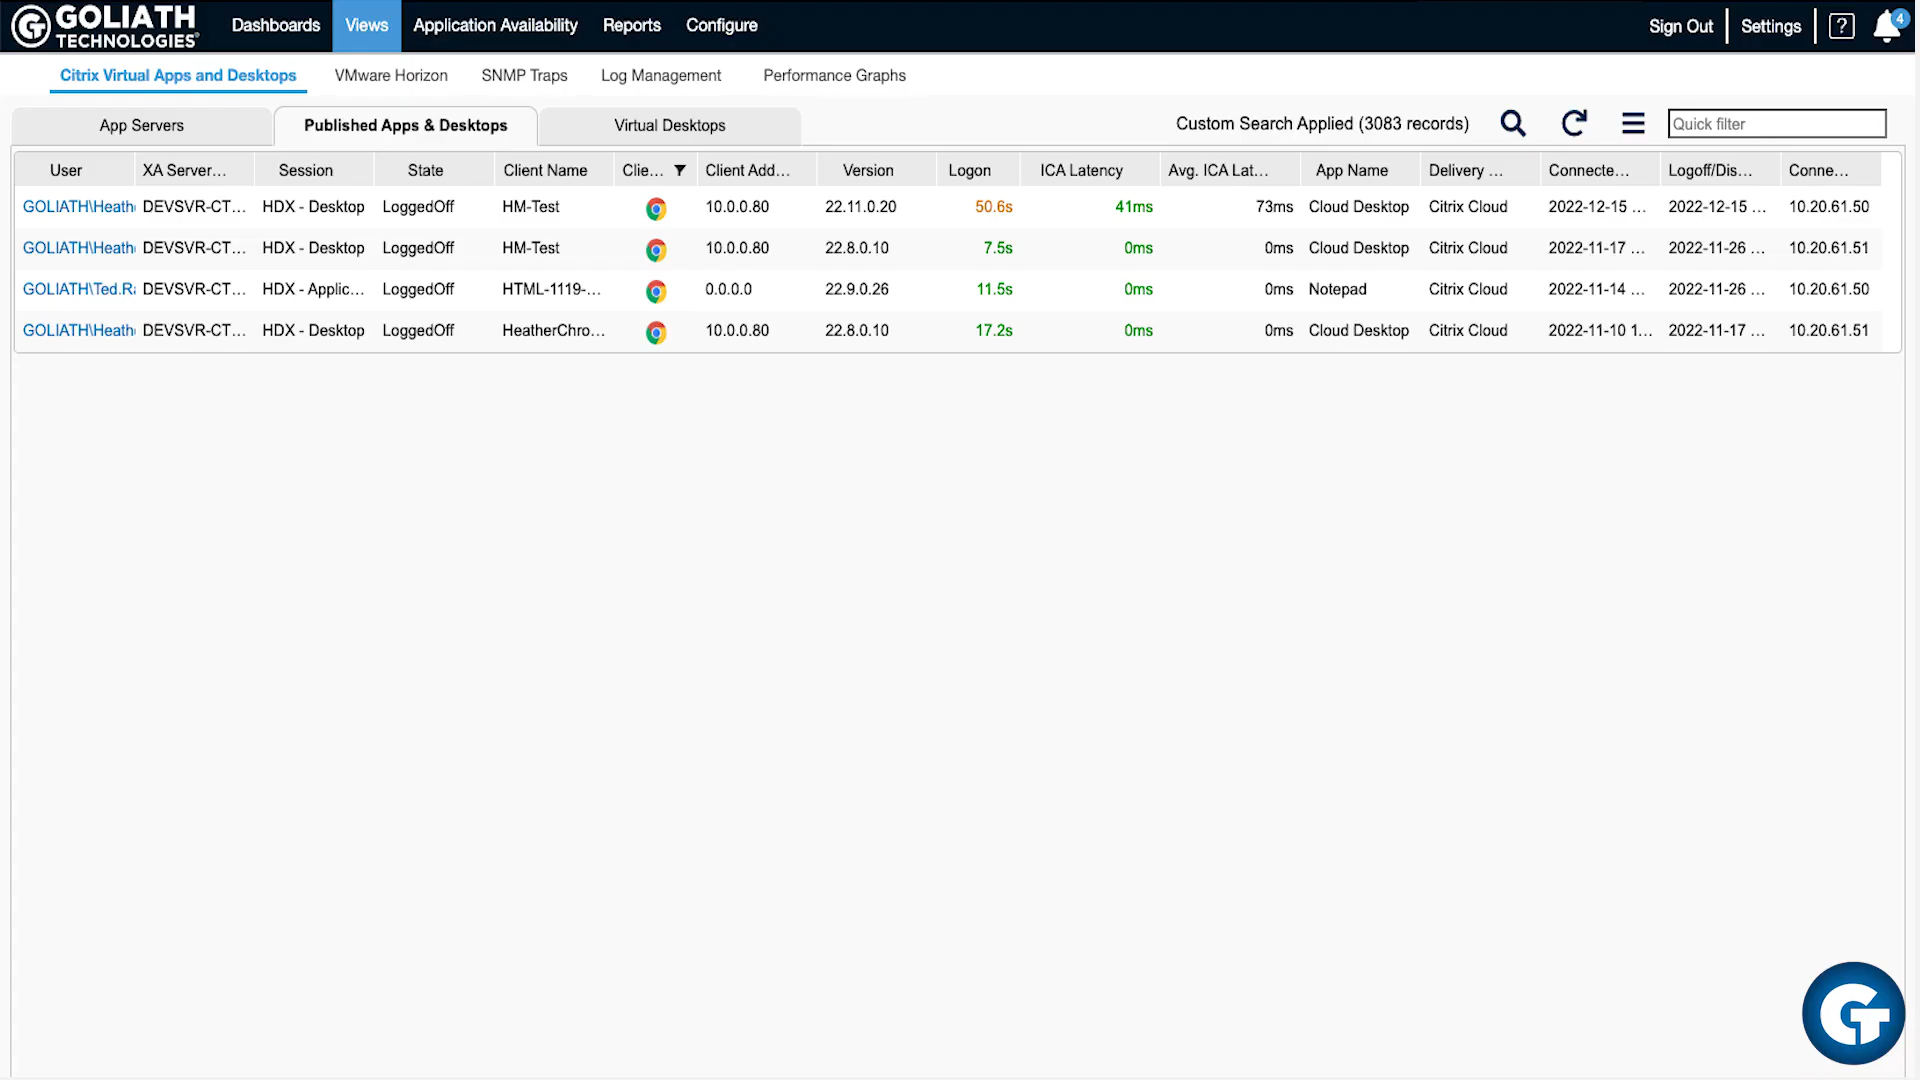 GOLIATH TECHNOLOGIES Dashboards Views Application Availability Reports Configure Sign Out Settings ? 4
Citrix Virtual Apps and Desktops VMware Horizon SNMP Traps Log Management Performance Graphs
App Servers Published Apps & Desktops Virtual Desktops Custom Search Applied (3083 records) Quick filter
User XA Server... Session State Client Name Clie... Client Add... Version Logon ICA Latency Avg. ICA Lat... App Name Delivery ... Connecte... Logoff/Dis... Conne...
GOLIATH\Heath DEVSVR-CT... HDX - Desktop LoggedOff HM-Test 10.0.0.80 22.11.0.20 50.6s 41ms 73ms Cloud Desktop Citrix Cloud 2022-12-15 ... 2022-12-15 ... 10.20.61.50
GOLIATH\Heath DEVSVR-CT... HDX - Desktop LoggedOff HM-Test 10.0.0.80 22.8.0.10 7.5s 0ms 0ms Cloud Desktop Citrix Cloud 2022-11-17 ... 2022-11-26 ... 10.20.61.51
GOLIATH\Ted.Ra DEVSVR-CT... HDX - Applic... LoggedOff HTML-1119-... 0.0.0.0 22.9.0.26 11.5s 0ms 0ms Notepad Citrix Cloud 2022-11-14 ... 2022-11-26 ... 10.20.61.50
GOLIATH\Heath DEVSVR-CT... HDX - Desktop LoggedOff HeatherChro... 10.0.0.80 22.8.0.10 17.2s 0ms 0ms Cloud Desktop Citrix Cloud 2022-11-10 1... 2022-11-17 ... 10.20.61.51